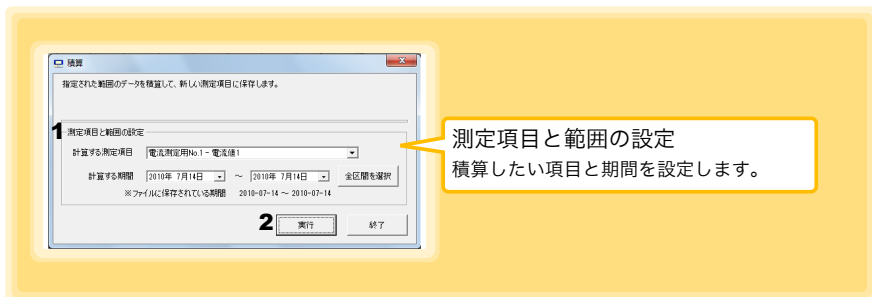 積算
指定された範囲のデータを積算して、新しい測定項目に保存します。
1
測定項目と範囲の設定
計算する測定項目 電流測定用No.1 - 電流値1
計算する期間 2010年 7月14日 ～ 2010年 7月14日 全区間を選択
※ファイルに保存されている期間 2010-07-14 ～ 2010-07-14
2 実行 終了
測定項目と範囲の設定
積算したい項目と期間を設定します。